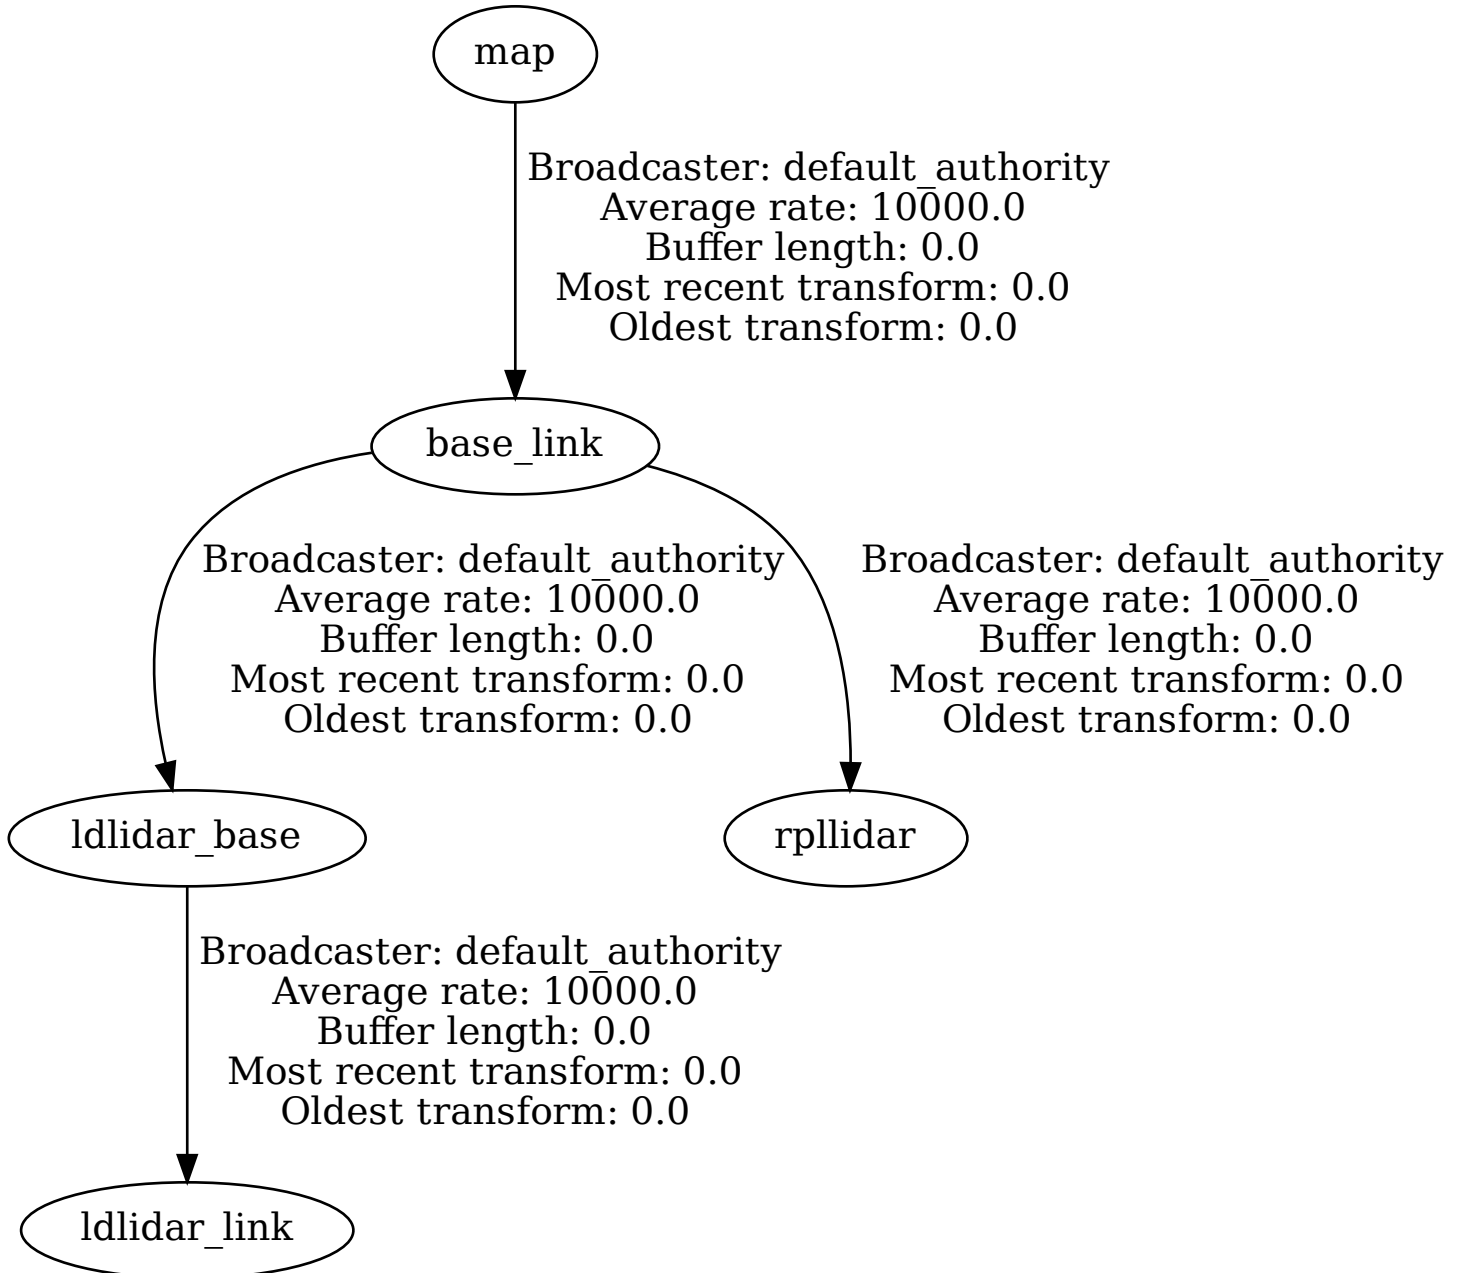 map
Broadcaster: default_authority
Average rate: 10000.0
Buffer length: 0.0
Most recent transform: 0.0
Oldest transform: 0.0
base_link
Broadcaster: default_authority
Average rate: 10000.0
Buffer length: 0.0
Most recent transform: 0.0
Oldest transform: 0.0
Broadcaster: default_authority
Average rate: 10000.0
Buffer length: 0.0
Most recent transform: 0.0
Oldest transform: 0.0
ldlidar_base
rpllidar
Broadcaster: default_authority
Average rate: 10000.0
Buffer length: 0.0
Most recent transform: 0.0
Oldest transform: 0.0
ldlidar_link